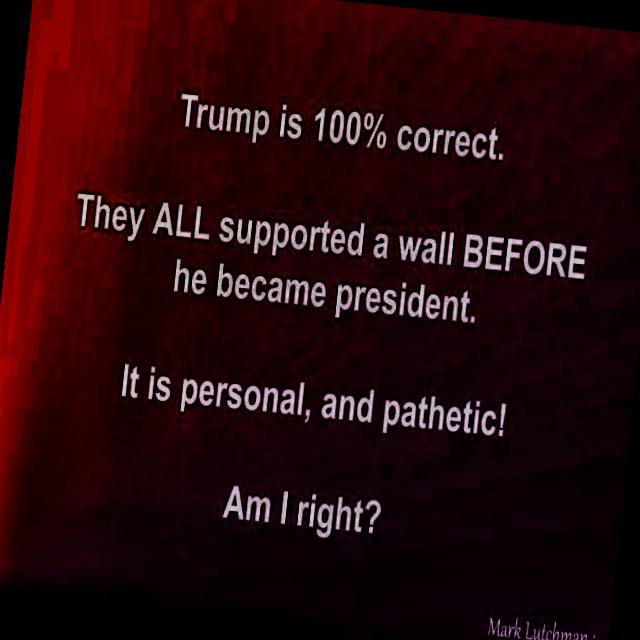 Trump is 100% correct.
They ALL supported a wall BEFORE
he became president.
It is personal, and pathetic!
Am I right?
Mark Lutchman